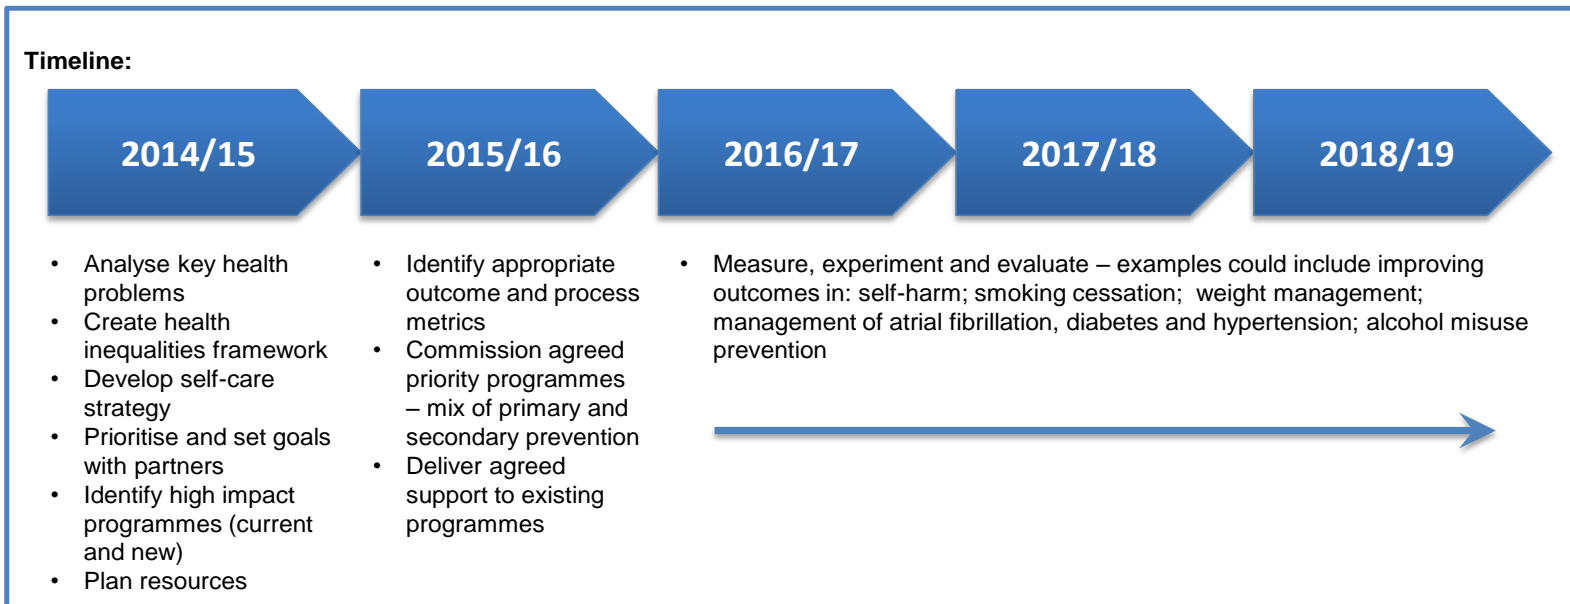 Timeline:
2014/15
2015/16
2016/17
2017/18
2018/19
• Analyse key health
problems
• Create health
inequalities framework
• Develop self-care
strategy
• Prioritise and set goals
with partners
• Identify high impact
programmes (current
and new)
• Plan resources
• Identify appropriate
outcome and process
metrics
• Commission agreed
priority programmes
– mix of primary and
secondary prevention
• Deliver agreed
support to existing
programmes
• Measure, experiment and evaluate – examples could include improving
outcomes in: self-harm; smoking cessation;  weight management;
management of atrial fibrillation, diabetes and hypertension; alcohol misuse
prevention